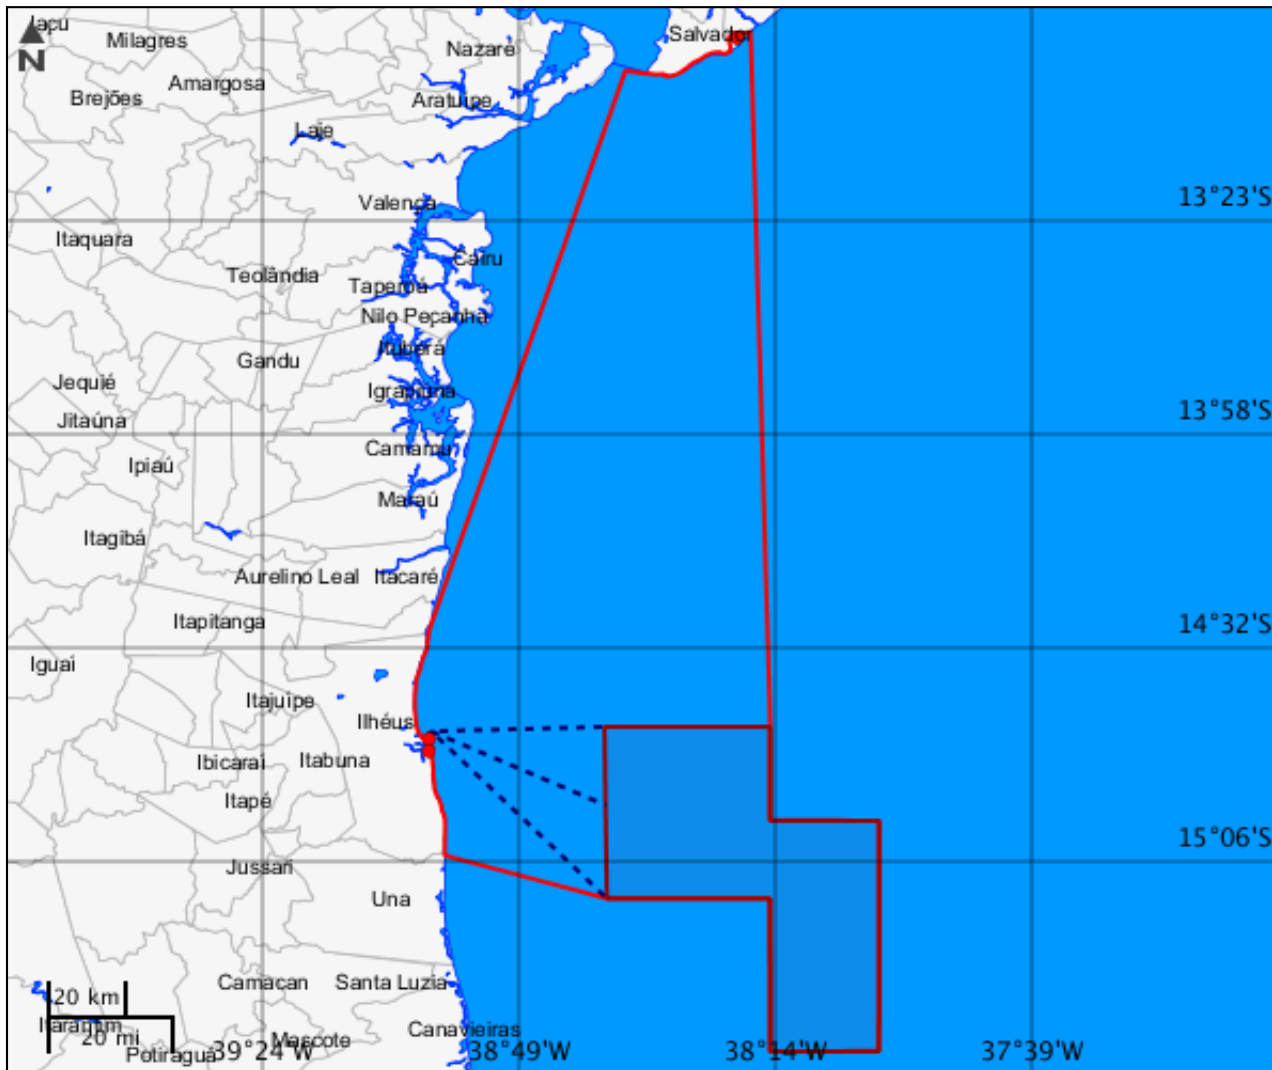 Iaçu
Milagres
Salvador
Nazaré
N
Amargosa
Brejões
Aratuípe
Laje
13°23'S
Valença
Itaquara
Cairu
Teolândia
Taperoá
Nilo Peçanha
Ituberá
Gandu
Jequié
Igrapiúna
13°58'S
Jitaúna
Camamu
Ipiaú
Maraú
Itagibá
Aurelino Leal
Itacaré
Itapitanga
14°32'S
Iguaí
Itajuípe
Ilhéus
Ibicaraí
Itabuna
Itapé
15°06'S
Jussari
Una
Camacan
Santa Luzia
20 km
Itarantim
20 mi
Mascote
Canavieiras
Potiraguá
39°24'W
38°49'W
38°14'W
37°39'W